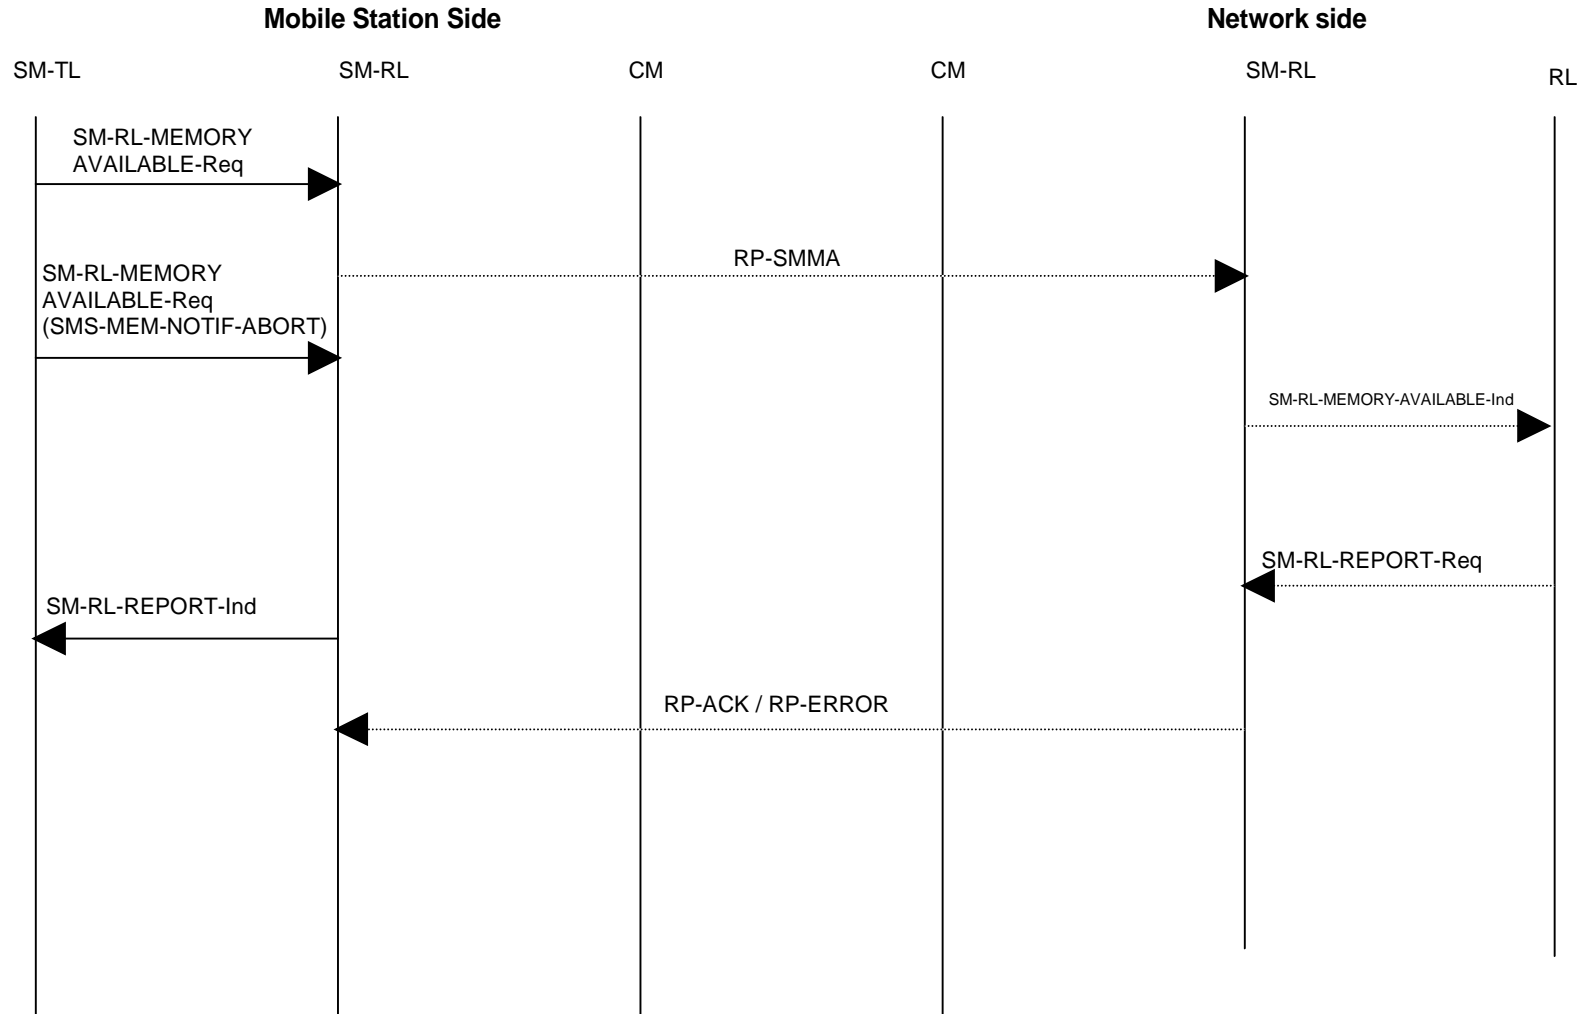 Mobile Station Side
Network side
SM-TL
SM-RL
CM
CM
SM-RL
RL
SM-RL-MEMORY
AVAILABLE-Req
RP-SMMA
SM-RL-MEMORY
AVAILABLE-Req
(SMS-MEM-NOTIF-ABORT)
SM-RL-MEMORY-AVAILABLE-Ind
SM-RL-REPORT-Req
SM-RL-REPORT-Ind
RP-ACK / RP-ERROR